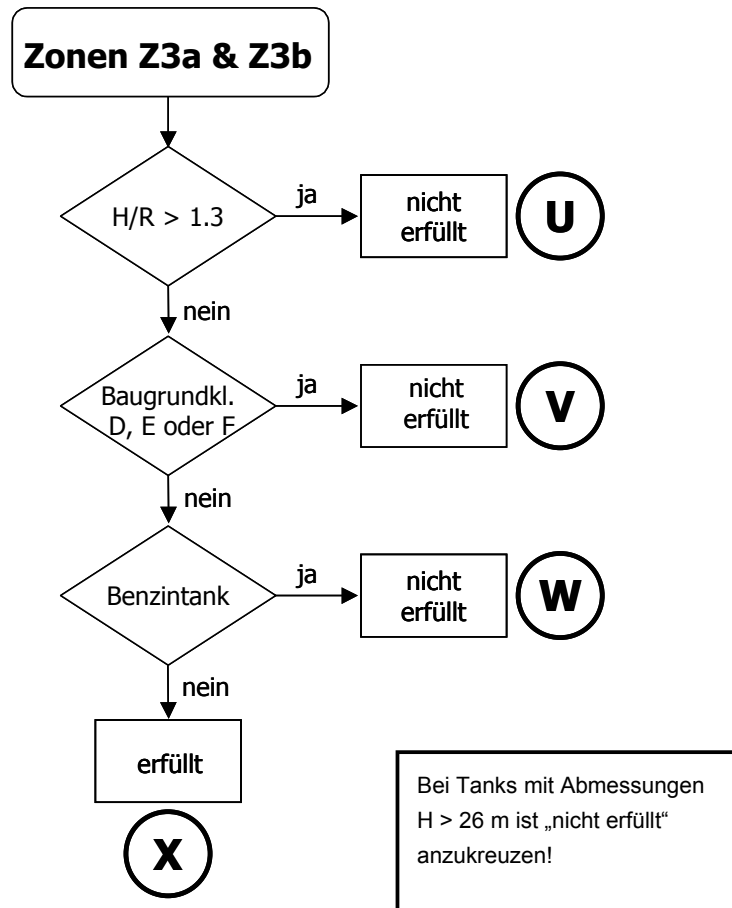 Zonen Z3a & Z3b
H/R > 1.3
ja
nicht
erfüllt
U
nein
Baugrundkl.
D, E oder F
ja
nicht
erfüllt
V
nein
Benzintank
ja
nicht
erfüllt
W
nein
erfüllt
X
Bei Tanks mit Abmessungen
H > 26 m ist „nicht erfüllt“
anzukreuzen!